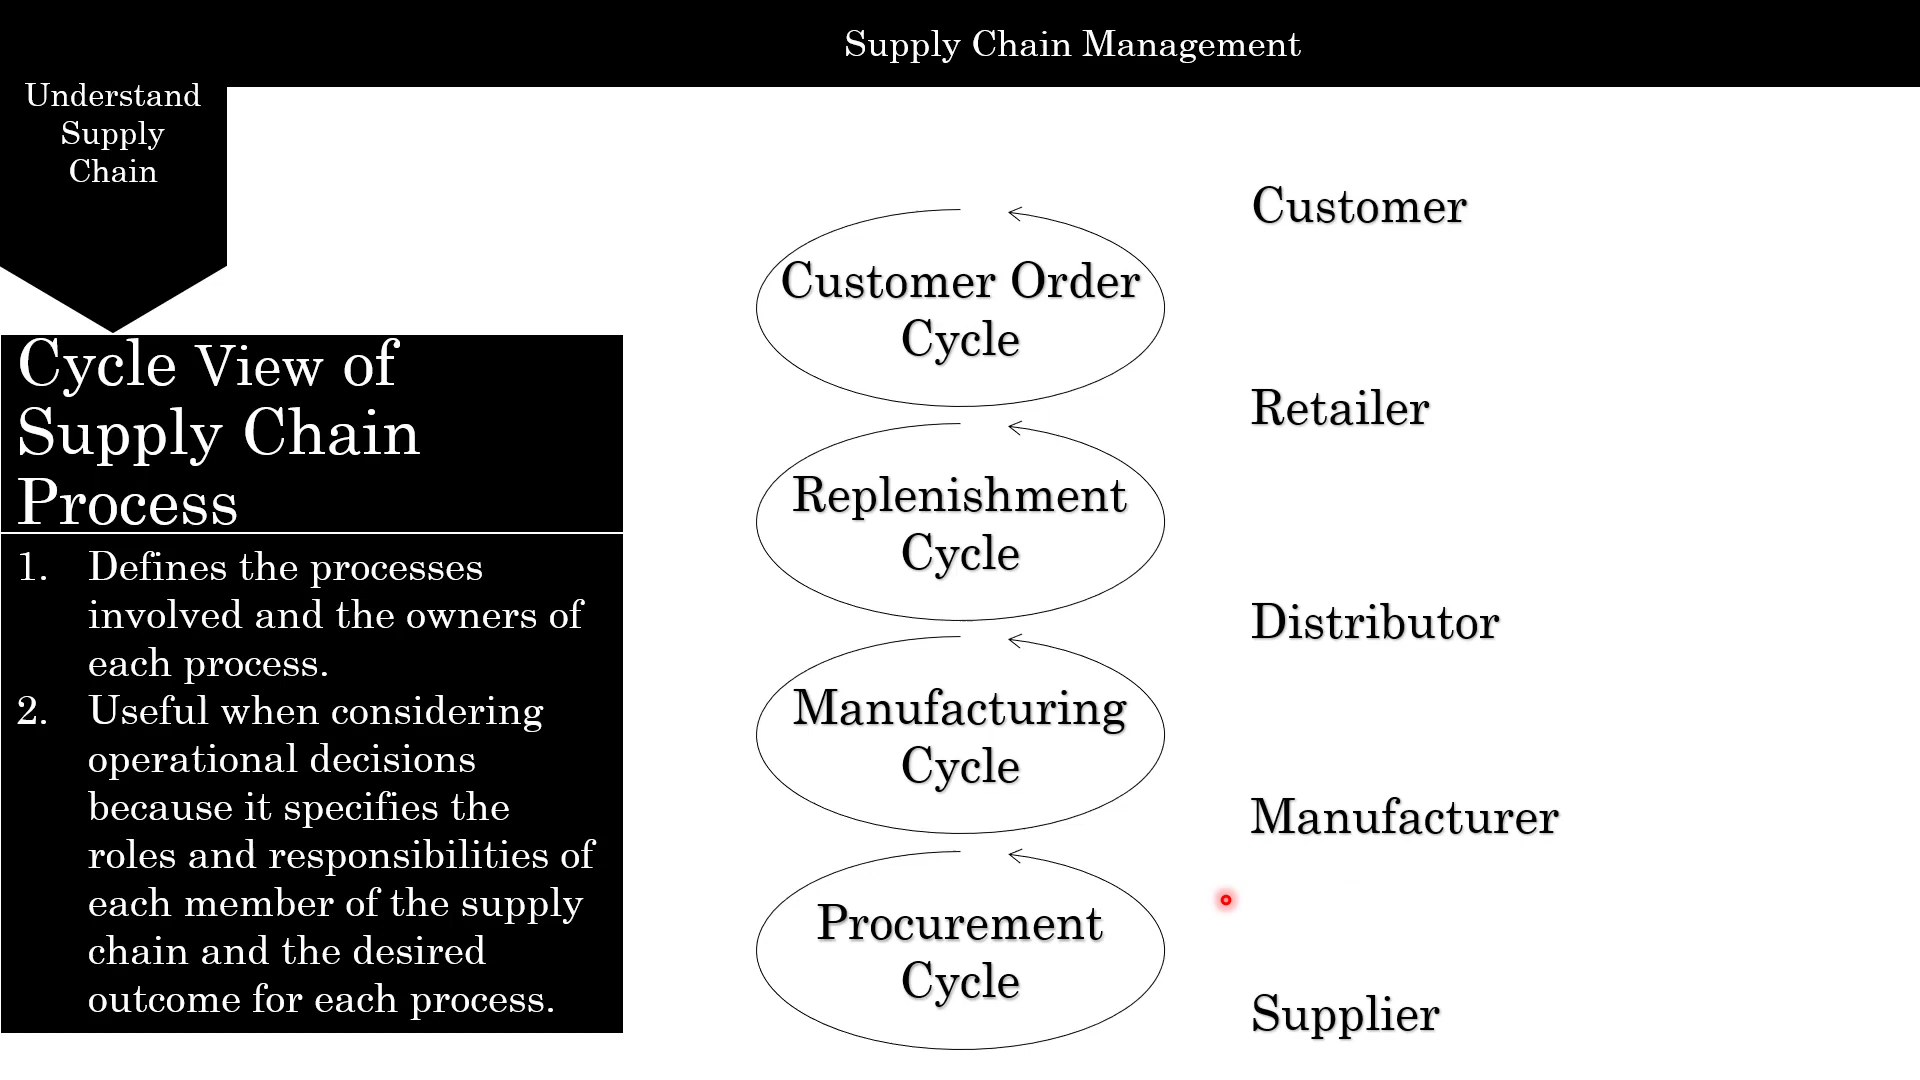 Supply Chain Management
Understand
Supply
Chain
Cycle View of
Supply Chain
Process
1. Defines the processes
involved and the owners of
each process.
2. Useful when considering
operational decisions
because it specifies the
roles and responsibilities of
each member of the supply
chain and the desired
outcome for each process.
Customer Order
Cycle
Replenishment
Cycle
Manufacturing
Cycle
Procurement
Cycle
Customer
Retailer
Distributor
Manufacturer
Supplier